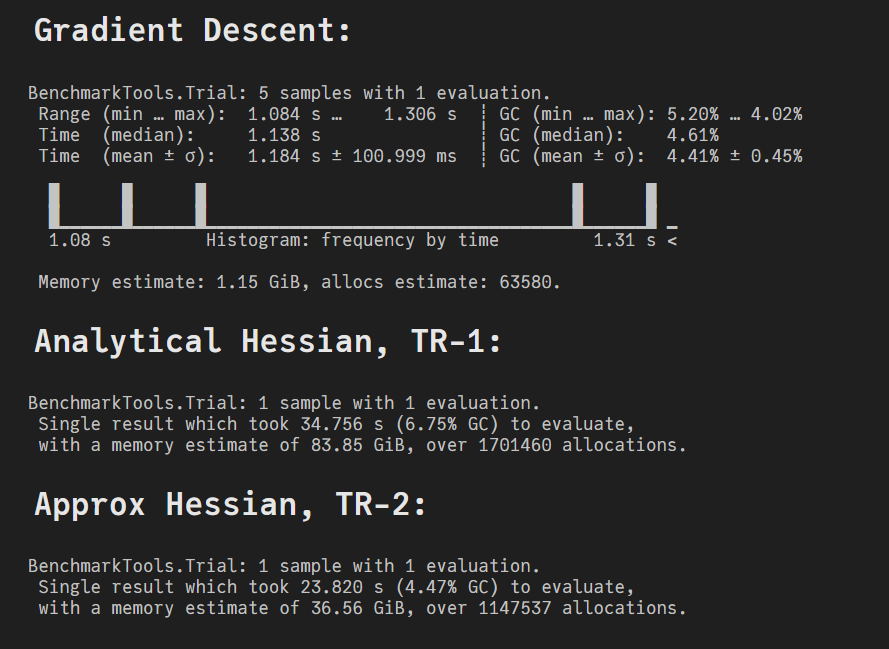 Gradient Descent:
BenchmarkTools.Trial: 5 samples with 1 evaluation.
Range (min … max): 1.084 s … 1.306 s ┊ GC (min … max): 5.20% … 4.02%
Time (median): 1.138 s ┊ GC (median): 4.61%
Time (mean ± σ): 1.184 s ± 100.999 ms ┊ GC (mean ± σ): 4.41% ± 0.45%
1.08 s Histogram: frequency by time 1.31 s <
Memory estimate: 1.15 GiB, allocs estimate: 63580.
Analytical Hessian, TR-1:
BenchmarkTools.Trial: 1 sample with 1 evaluation.
Single result which took 34.756 s (6.75% GC) to evaluate,
with a memory estimate of 83.85 GiB, over 1701460 allocations.
Approx Hessian, TR-2:
BenchmarkTools.Trial: 1 sample with 1 evaluation.
Single result which took 23.820 s (4.47% GC) to evaluate,
with a memory estimate of 36.56 GiB, over 1147537 allocations.